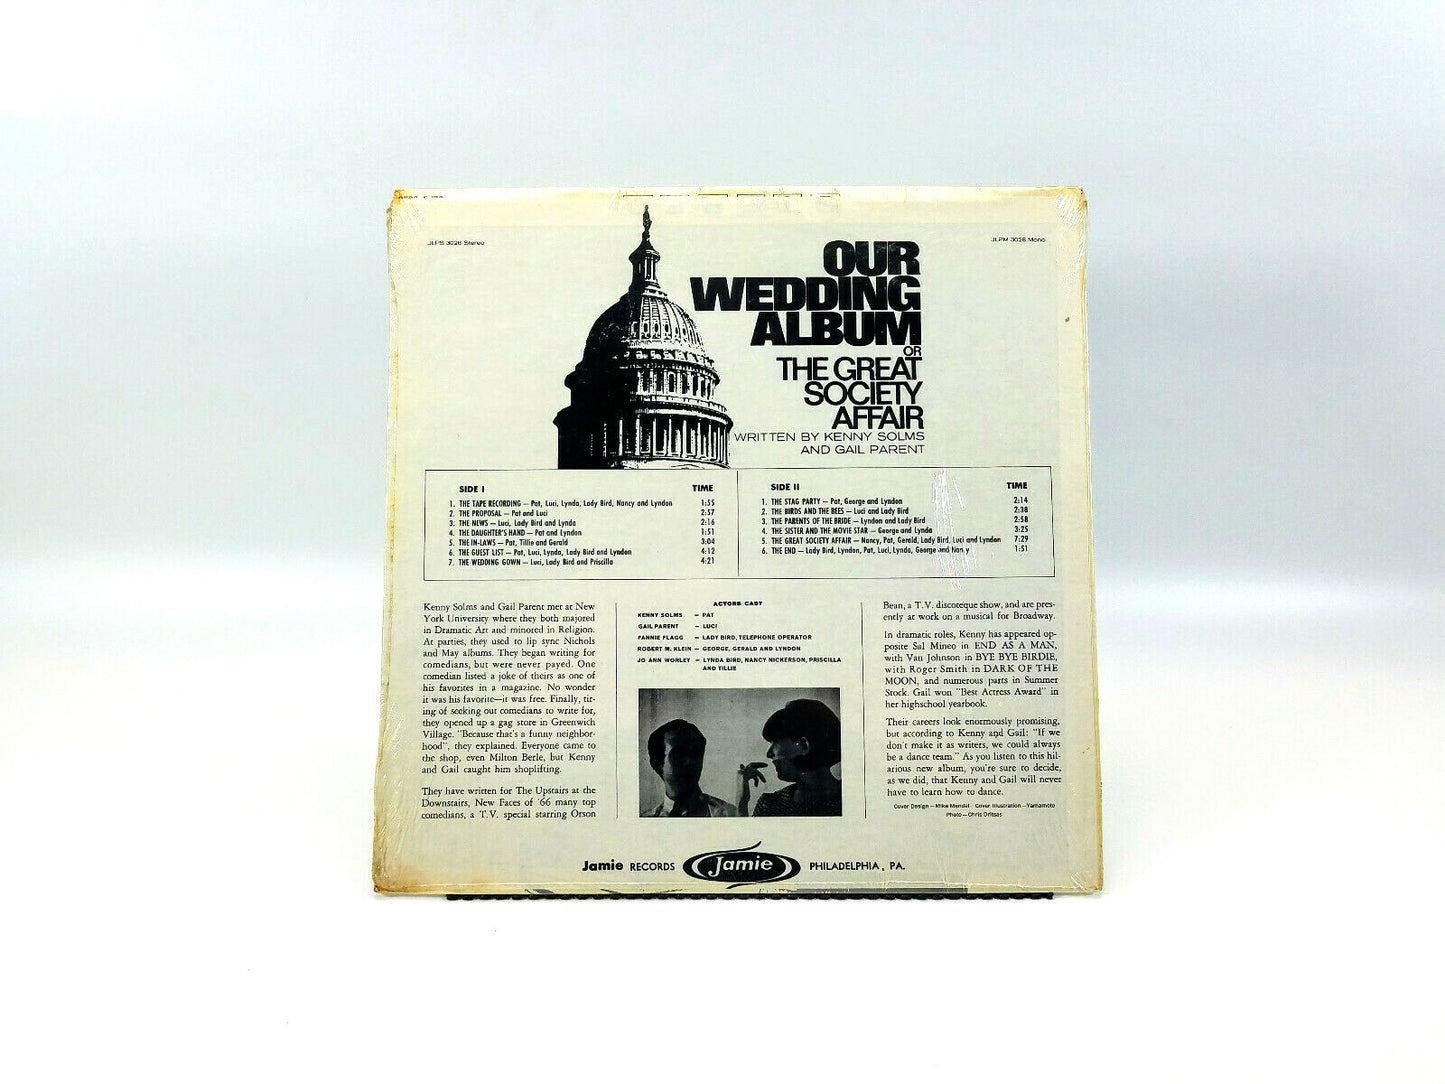 JLPS 3028 Stereo
JLPM 3028 Mono
OUR
WEDDING
ALBUM
OR
THE GREAT
SOCIETY
AFFAIR
WRITTEN BY KENNY SOLMS
AND GAIL PARENT
SIDE I TIME
1. THE TAPE RECORDING — Pat, Luci, Lynda, Lady Bird, Nancy and Lyndon 1:55
2. THE PROPOSAL — Pat and Luci 2:57
3. THE NEWS — Luci, Lady Bird and Lynda 2:16
4. THE DAUGHTER'S HAND — Pat and Lyndon 1:51
5. THE IN-LAWS — Pat, Tillie and Gerald 3:04
6. THE GUEST LIST — Pat, Luci, Lynda, Lady Bird and Lyndon 4:12
7. THE WEDDING GOWN — Luci, Lady Bird and Priscilla 4:21
SIDE II TIME
1. THE STAG PARTY — Pat, George and Lyndon 2:14
2. THE BIRDS AND THE BEES — Luci and Lady Bird 2:38
3. THE PARENTS OF THE BRIDE — Lyndon and Lady Bird 2:58
4. THE SISTER AND THE MOVIE STAR — George and Lynda 3:25
5. THE GREAT SOCIETY AFFAIR — Nancy, Pat, Gerald, Lady Bird, Luci and Lyndon 7:29
6. THE END — Lady Bird, Lyndon, Pat, Luci, Lynda, George and Nancy 1:51
Kenny Solms and Gail Parent met at New
York University where they both majored
in Dramatic Art and minored in Religion.
At parties, they used to lip sync Nichols
and May albums. They began writing for
comedians, but were never payed. One
comedian listed a joke of theirs as one of
his favorites in a magazine. No wonder
it was his favorite—it was free. Finally, tir-
ing of seeking out comedians to write for,
they opened up a gag store in Greenwich
Village. "Because that's a funny neighbor-
hood", they explained. Everyone came to
the shop, even Milton Berle, but Kenny
and Gail caught him shoplifting.
They have written for The Upstairs at the
Downstairs, New Faces of '66 many top
comedians, a T.V. special starring Orson
ACTORS CAST
KENNY SOLMS — PAT
GAIL PARENT — LUCI
FANNIE FLAGG — LADY BIRD, TELEPHONE OPERATOR
ROBERT M. KLEIN — GEORGE, GERALD AND LYNDON
JO ANN WORLEY — LYNDA BIRD, NANCY NICKERSON, PRISCILLA
AND TILLIE
Bean, a T.V. discoteque show, and are pres-
ently at work on a musical for Broadway.
In dramatic roles, Kenny has appeared op-
posite Sal Mineo in END AS A MAN,
with Van Johnson in BYE BYE BIRDIE,
with Roger Smith in DARK OF THE
MOON, and numerous parts in Summer
Stock. Gail won "Best Actress Award" in
her highschool yearbook.
Their careers look enormously promising,
but according to Kenny and Gail: "If we
don't make it as writers, we could always
be a dance team." As you listen to this hil-
arious new album, you're sure to decide,
as we did, that Kenny and Gail will never
have to learn how to dance.
Cover Design — Mike Mendel Cover Illustration — Yamamoto
Photo — Chris Dritsas
Jamie RECORDS Jamie PHILADELPHIA, PA.